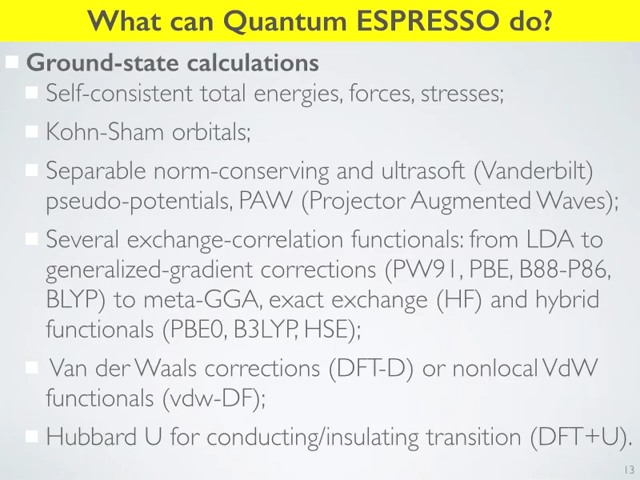 What can Quantum ESPRESSO do?
Ground-state calculations
Self-consistent total energies, forces, stresses;
Kohn-Sham orbitals;
Separable norm-conserving and ultrasoft (Vanderbilt)
pseudo-potentials, PAW (Projector Augmented Waves);
Several exchange-correlation functionals: from LDA to
generalized-gradient corrections (PW91, PBE, B88-P86,
BLYP) to meta-GGA, exact exchange (HF) and hybrid
functionals (PBE0, B3LYP, HSE);
Van der Waals corrections (DFT-D) or nonlocal VdW
functionals (vdw-DF);
Hubbard U for conducting/insulating transition (DFT+U).
13